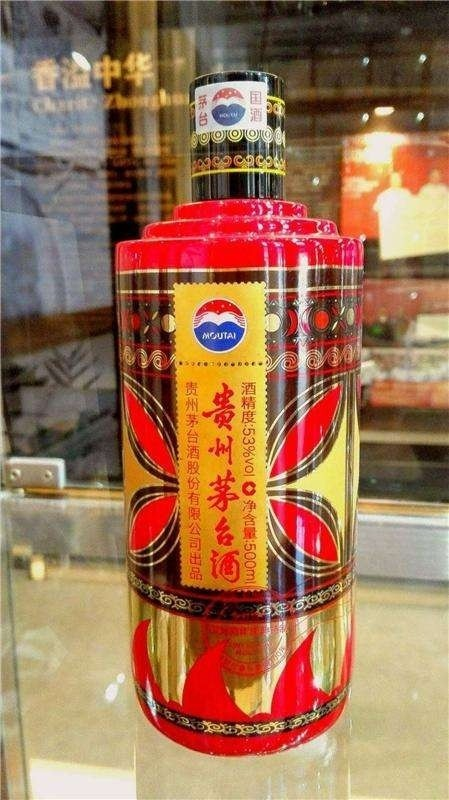 香溢中华
茅台
MOUTAI
国酒
MOUTAI
贵州茅台酒
酒精度:53%vol
净含量:500ml
贵州茅台酒股份有限公司出品